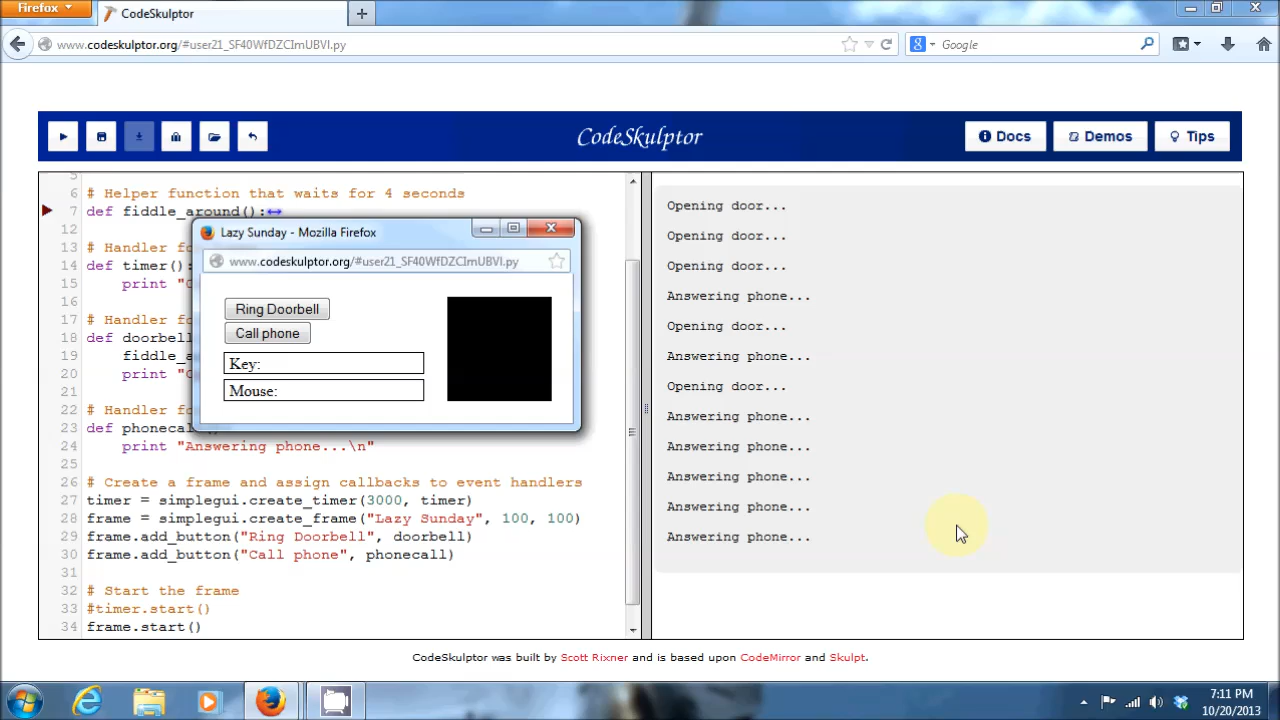 Firefox
CodeSkulptor
www.codeskulptor.org/#user21_SF40WfDZCImUBVI.py
Google
CodeSkulptor
Docs
Demos
Tips
5
6 # Helper function that waits for 4 seconds
7 def fiddle_around():
12
13 # Handler fo
14 def timer():
15 print "C
16
17 # Handler fo
18 def doorbell
19 fiddle_a
20 print "O
21
22 # Handler fo
23 def phonecal
24 print "Answering phone...\n"
25
26 # Create a frame and assign callbacks to event handlers
27 timer = simplegui.create_timer(3000, timer)
28 frame = simplegui.create_frame("Lazy Sunday", 100, 100)
29 frame.add_button("Ring Doorbell", doorbell)
30 frame.add_button("Call phone", phonecall)
31
32 # Start the frame
33 #timer.start()
34 frame.start()
Lazy Sunday - Mozilla Firefox
www.codeskulptor.org/#user21_SF40WfDZCImUBVI.py
Ring Doorbell
Call phone
Key:
Mouse:
Opening door...
Opening door...
Opening door...
Answering phone...
Opening door...
Answering phone...
Opening door...
Answering phone...
Answering phone...
Answering phone...
Answering phone...
Answering phone...
CodeSkulptor was built by Scott Rixner and is based upon CodeMirror and Skulpt.
7:11 PM
10/20/2013